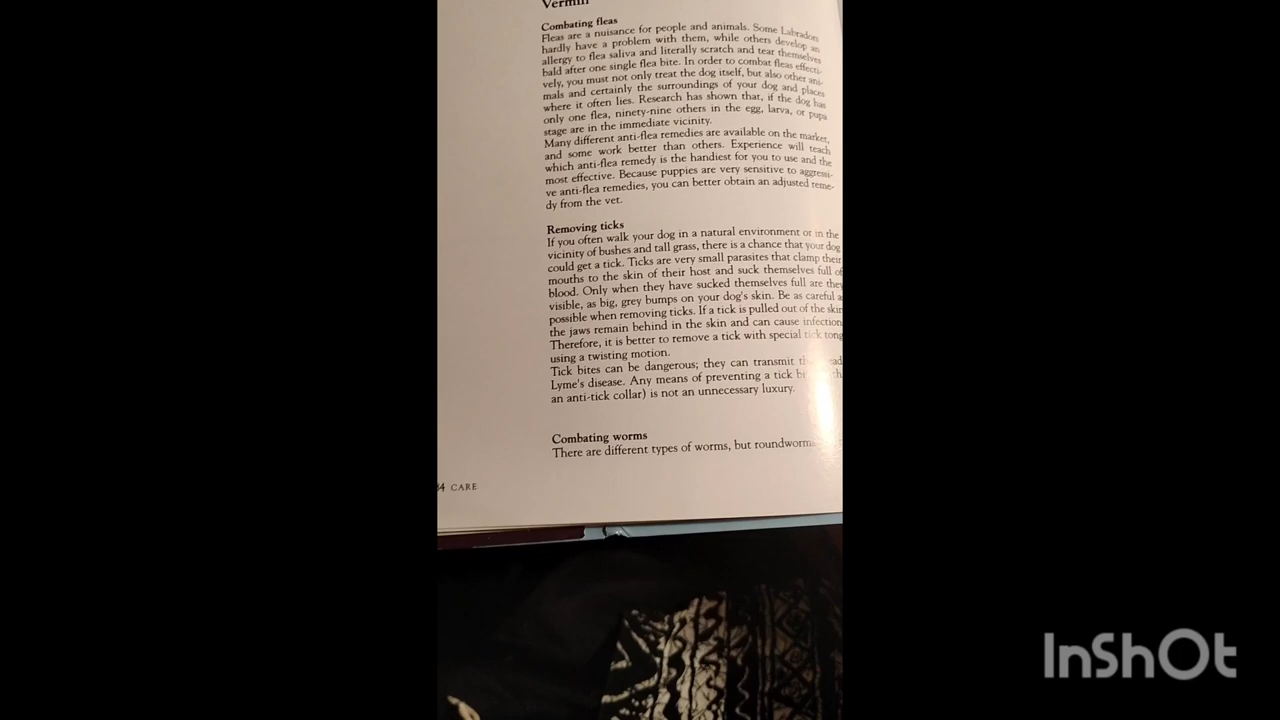 Vermin
Combating fleas
Fleas are a nuisance for people and animals. Some Labradors
hardly have a problem with them, while others develop an
allergy to flea saliva and literally scratch and tear themselves
bald after one single flea bite. In order to combat fleas effecti-
vely, you must not only treat the dog itself, but also other ani-
mals and certainly the surroundings of your dog and places
where it often lies. Research has shown that, if the dog has
only one flea, ninety-nine others in the egg, larva, or pupa
stage are in the immediate vicinity.
Many different anti-flea remedies are available on the market,
and some work better than others. Experience will teach
which anti-flea remedy is the handiest for you to use and the
most effective. Because puppies are very sensitive to aggressi-
ve anti-flea remedies, you can better obtain an adjusted reme-
dy from the vet.
Removing ticks
If you often walk your dog in a natural environment or in the
vicinity of bushes and tall grass, there is a chance that your dog
could get a tick. Ticks are very small parasites that clamp their
mouths to the skin of their host and suck themselves full of
blood. Only when they have sucked themselves full are they
visible, as big, grey bumps on your dog's skin. Be as careful
possible when removing ticks. If a tick is pulled out of the skin
the jaws remain behind in the skin and can cause infection
Therefore, it is better to remove a tick with special tick tong
using a twisting motion.
Tick bites can be dangerous; they can transmit
Lyme's disease. Any means of preventing a tick
an anti-tick collar) is not an unnecessary luxury.
Combating worms
There are different types of worms, but roundworms
4 CARE
InShOt